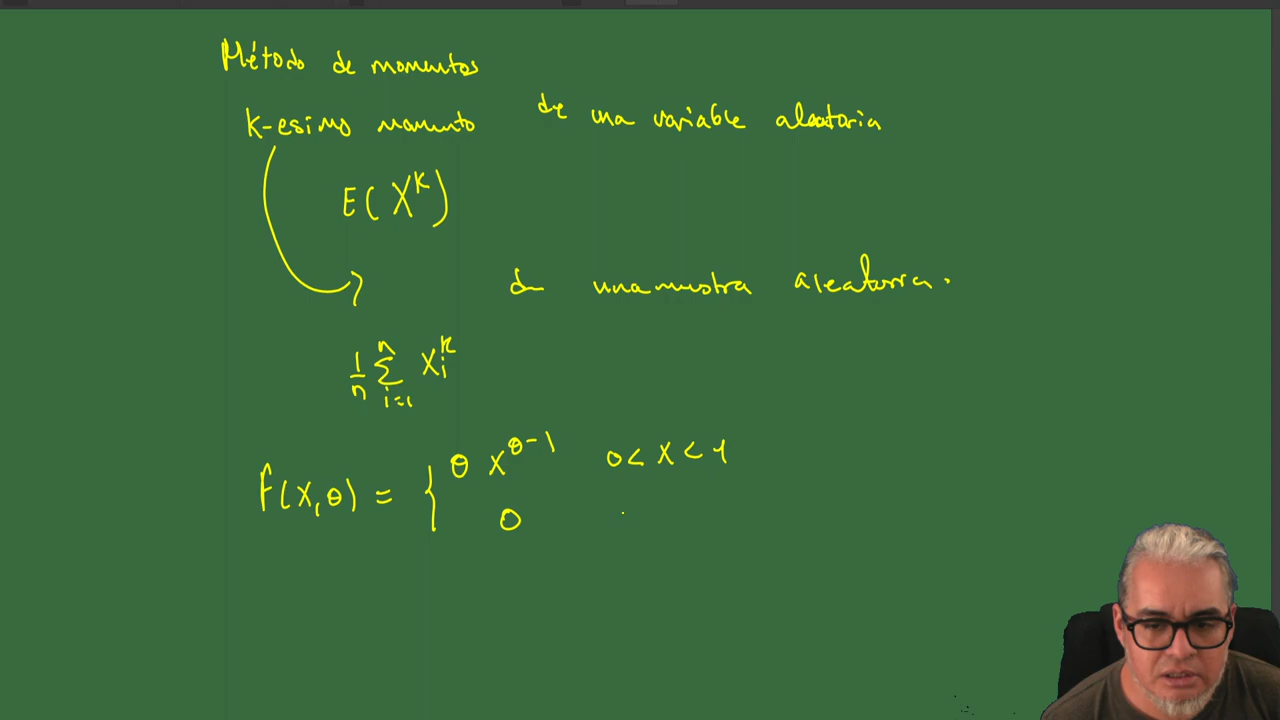 Método de momentos
k-esimo momento de una variable aleatoria
E( X^k )
de una muestra aleatoria.
1/n Σ_{i=1}^{n} X_i^k
f(x,θ) = { θ x^{θ-1} 0 < x < 1
0